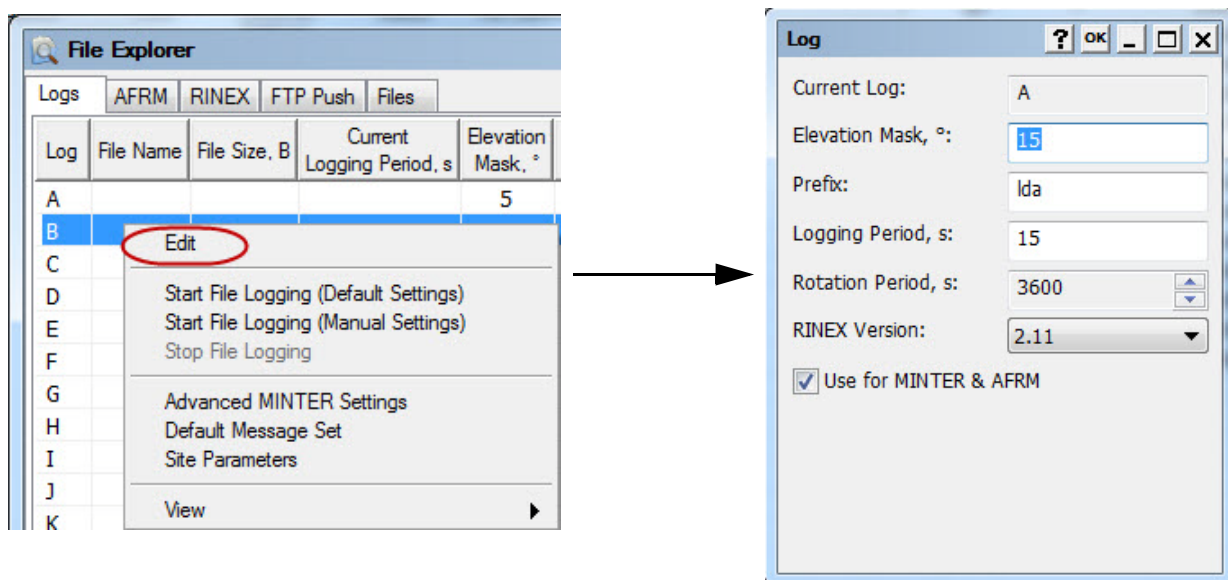 File Explorer
Logs AFRM RINEX FTP Push Files
Log File Name File Size, B Current Logging Period, s Elevation Mask, °
A 5
B
C
D
E
F
G
H
I
J
K
Edit
Start File Logging (Default Settings)
Start File Logging (Manual Settings)
Stop File Logging
Advanced MINTER Settings
Default Message Set
Site Parameters
View
Log ? OK
Current Log: A
Elevation Mask, °: 15
Prefix: lda
Logging Period, s: 15
Rotation Period, s: 3600
RINEX Version: 2.11
Use for MINTER & AFRM